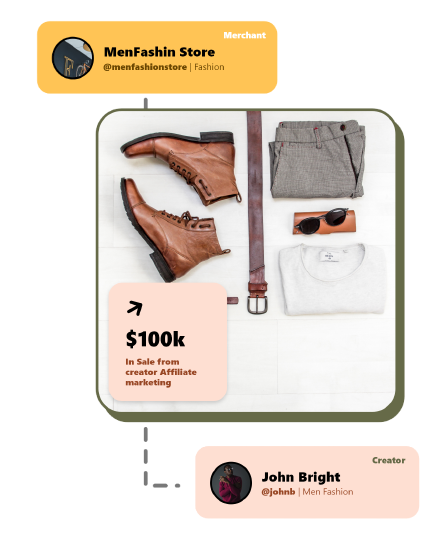 Merchant
MenFashin Store
@menfashionstore | Fashion
$100k
In Sale from
creator Affiliate
marketing
Creator
John Bright
@johnb | Men Fashion